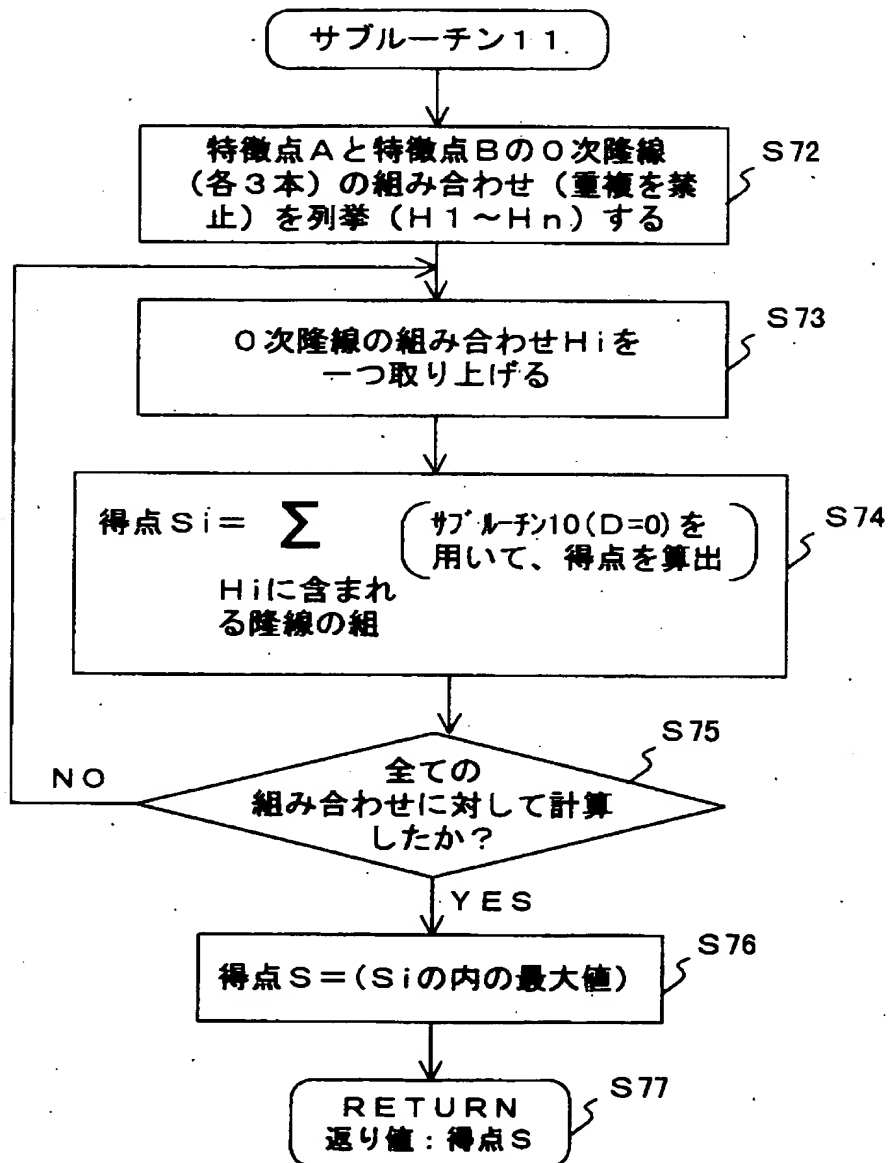 サブルーチン11
特徴点Aと特徴点Bの0次隆線
(各3本)の組み合わせ(重複を禁
止)を列挙(H1〜Hn)する
S72
0次隆線の組み合わせHiを
一つ取り上げる
S73
得点Si= Σ (サブルーチン10(D=0)を
用いて、得点を算出)
Hiに含まれ
る隆線の組
S74
全ての
組み合わせに対して計算
したか?
S75
NO
YES
得点S=(Siの内の最大値)
S76
RETURN
返り値:得点S
S77